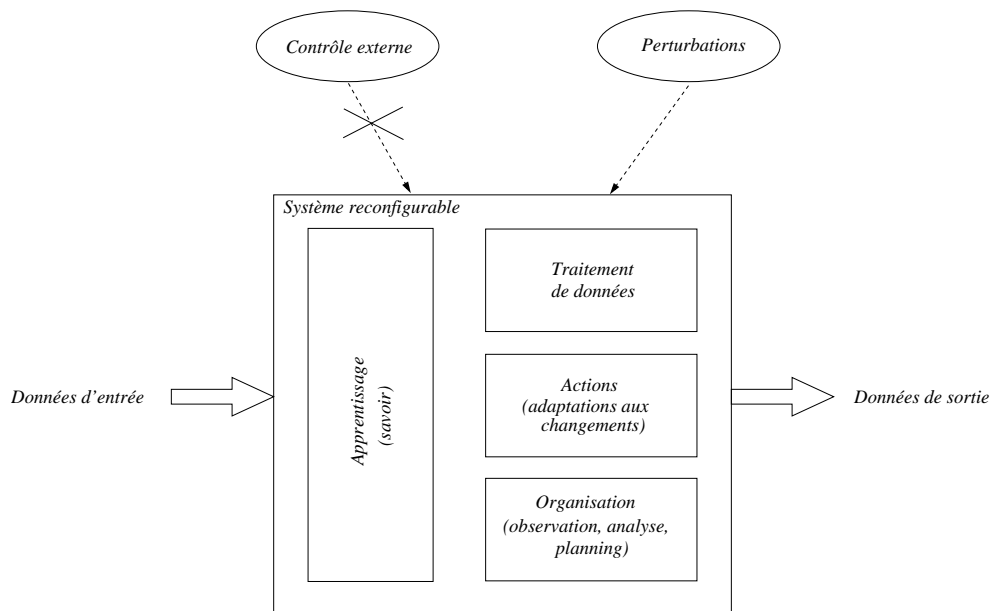 Contrôle externe
Perturbations
Système reconfigurable
Traitement
de données
Apprentissage
(savoir)
Données d'entrée
Actions
(adaptations aux
changements)
Données de sortie
Organisation
(observation, analyse,
planning)